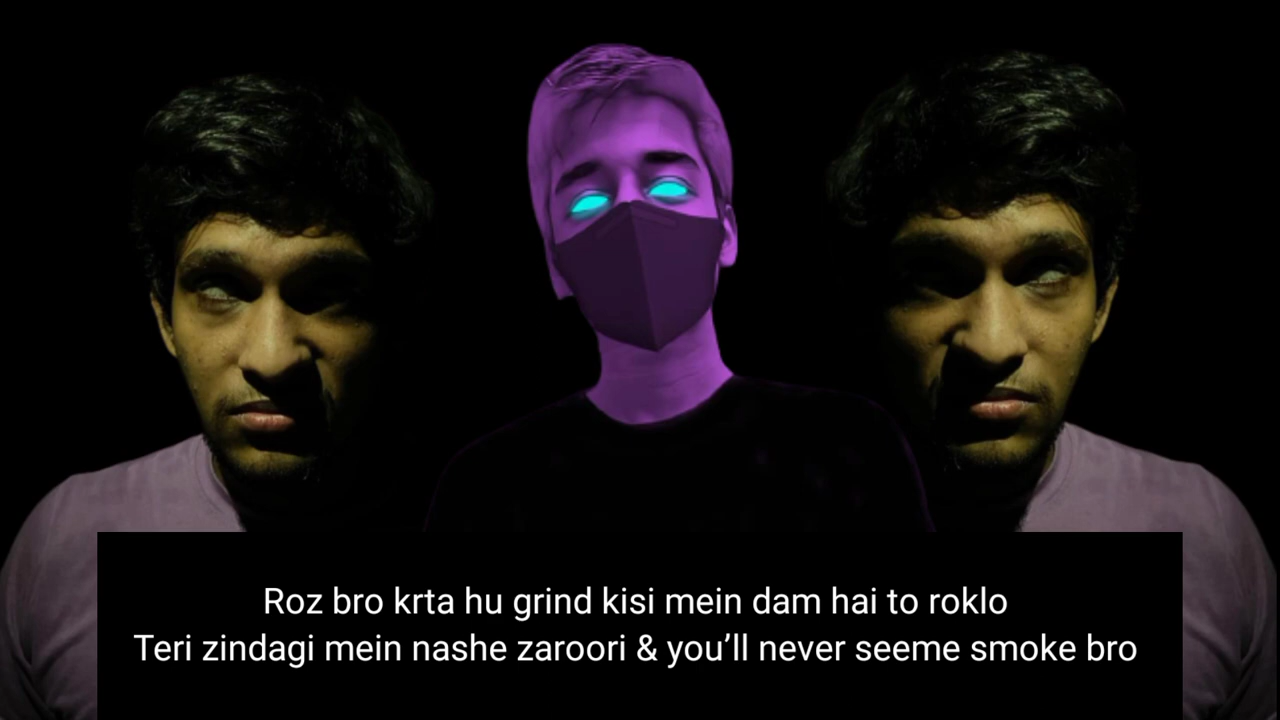 Roz bro krta hu grind kisi mein dam hai to roklo
Teri zindagi mein nashe zaroori & you’ll never seeme smoke bro